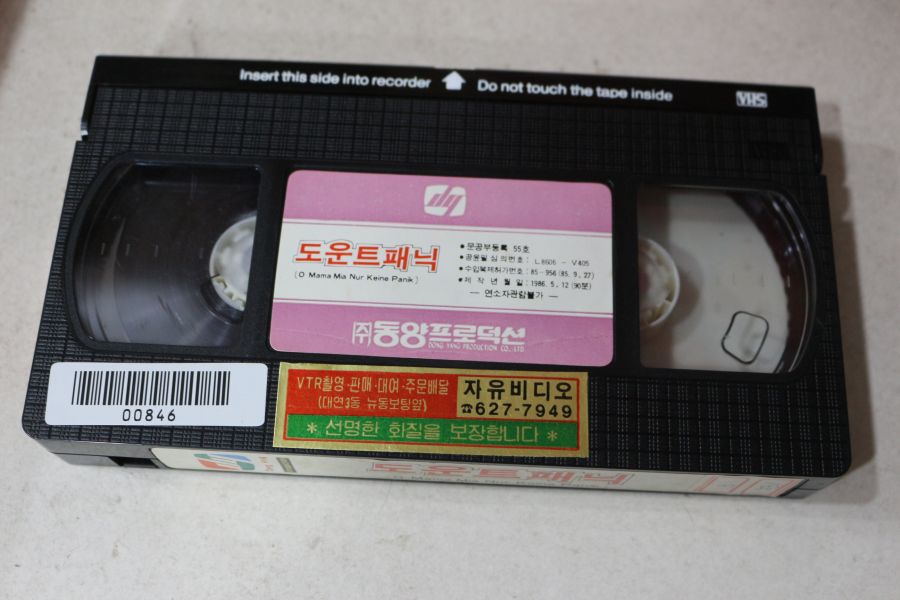 Insert this side into recorder Do not touch the tape inside
VHS
도운트패닉
(O Mama Mia Nur Keine Panik)
• 문공부등록 55호
• 공윤필 심의번호 : L.8606 - V405
• 수입복제허가번호 : 85-956(85.9.27)
• 제작년월일 : 1986.5.12(90분)
— 연소자관람불가 —
(주)동양프로덕션
DONG YANG PRODUCTION CO., LTD
00846
VTR촬영·판매·대여·주문배달
(대연3동 뉴동보탕옆)
자유비디오
☎627-7949
* 선명한 화질을 보장합니다 *
도운트패닉